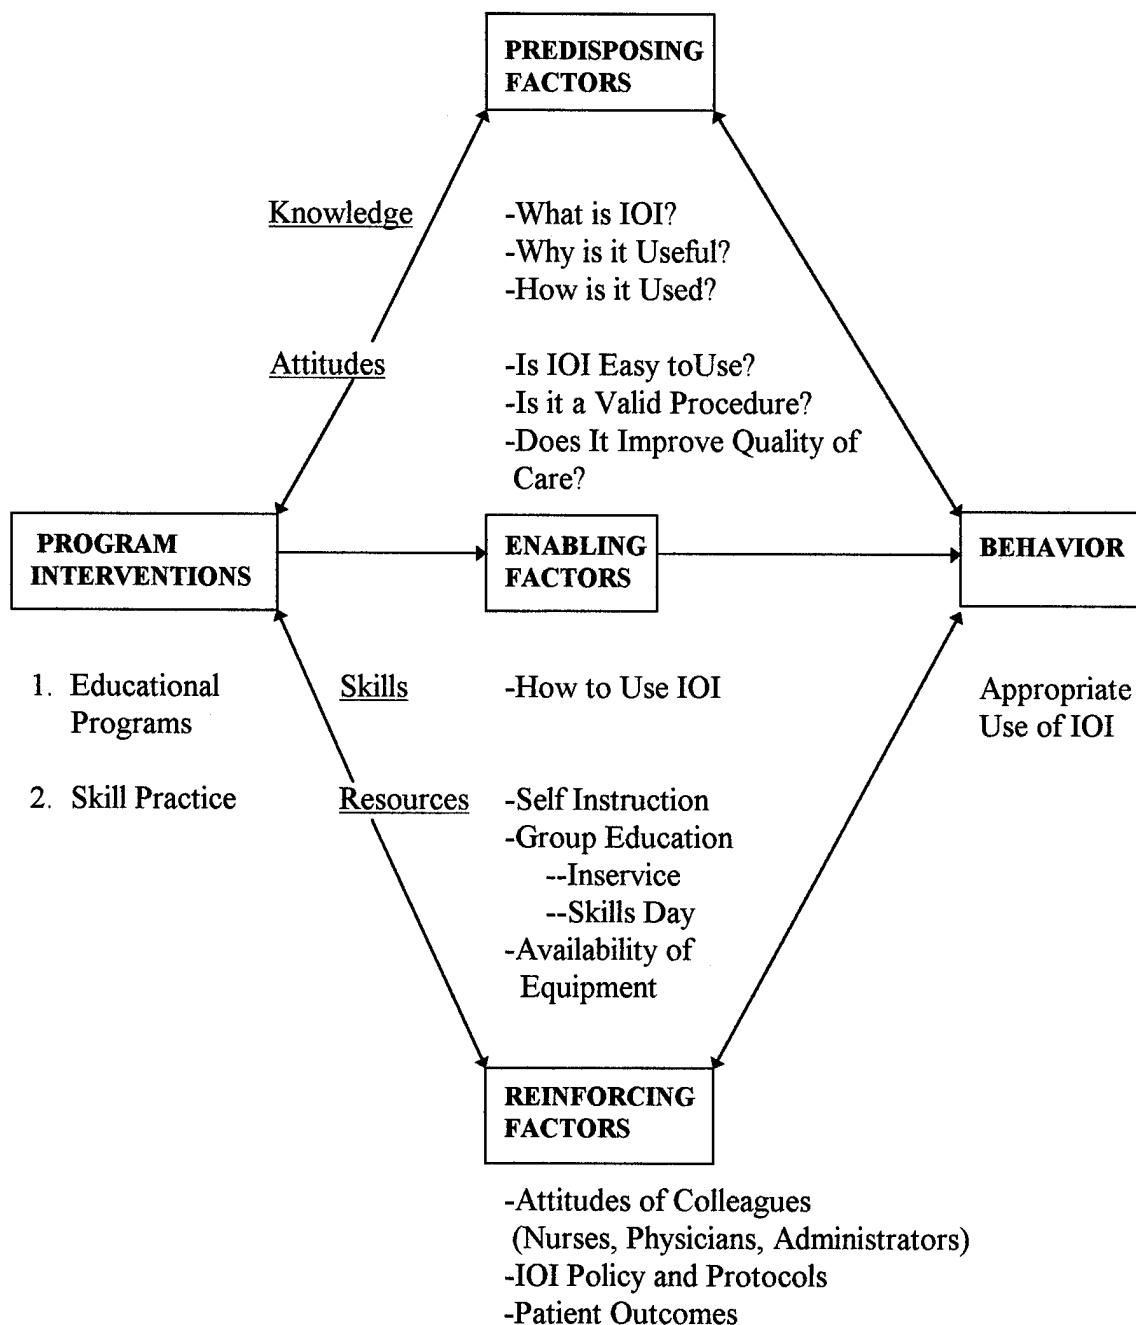 PREDISPOSING
FACTORS
Knowledge
-What is IOI?
-Why is it Useful?
-How is it Used?
Attitudes
-Is IOI Easy toUse?
-Is it a Valid Procedure?
-Does It Improve Quality of
Care?
PROGRAM
INTERVENTIONS
ENABLING
FACTORS
BEHAVIOR
1. Educational
Programs
2. Skill Practice
Skills
-How to Use IOI
Resources
-Self Instruction
-Group Education
--Inservice
--Skills Day
-Availability of
Equipment
Appropriate
Use of IOI
REINFORCING
FACTORS
-Attitudes of Colleagues
(Nurses, Physicians, Administrators)
-IOI Policy and Protocols
-Patient Outcomes